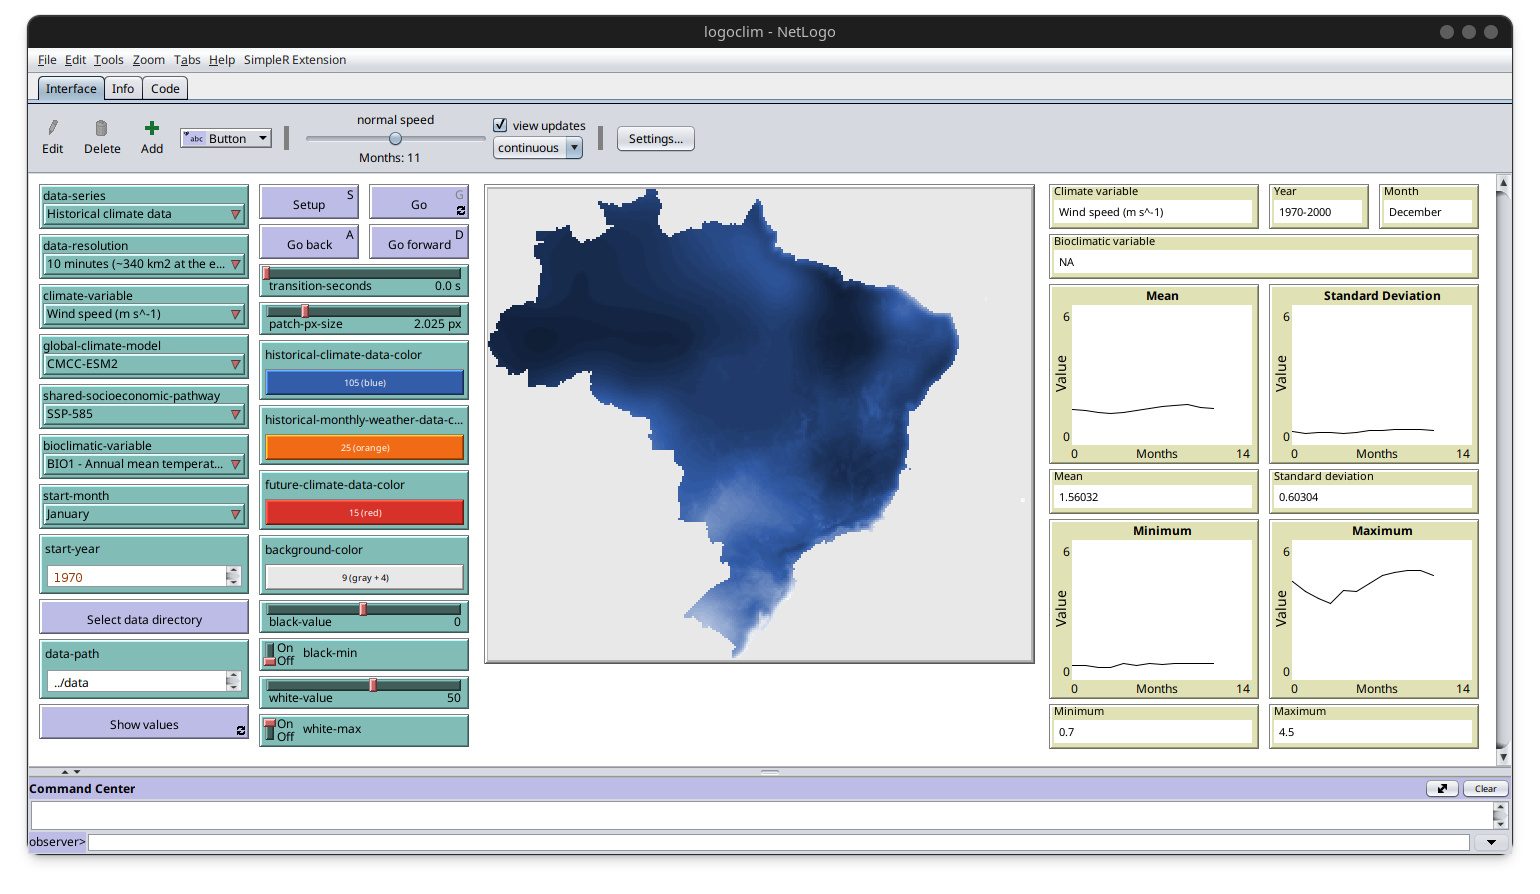 logoclim - NetLogo
File Edit Tools Zoom Tabs Help SimpleR Extension
Interface Info Code
Edit
Delete
Add
abc Button
normal speed
Months: 11
view updates
continuous
Settings...
data-series
Historical climate data
data-resolution
10 minutes (~340 km2 at the e...
climate-variable
Wind speed (m s^-1)
global-climate-model
CMCC-ESM2
shared-socioeconomic-pathway
SSP-585
bioclimatic-variable
BIO1 - Annual mean temperat...
start-month
January
start-year
1970
Select data directory
data-path
../data
Show values
Setup S
Go G
Go back A
Go forward D
transition-seconds 0.0 s
patch-px-size 2.025 px
historical-climate-data-color
105 (blue)
historical-monthly-weather-data-c...
25 (orange)
future-climate-data-color
15 (red)
background-color
9 (gray + 4)
black-value 0
On
Off
black-min
white-value 50
On
Off
white-max
Climate variable
Wind speed (m s^-1)
Year
1970-2000
Month
December
Bioclimatic variable
NA
Mean
6
Value
0
0 Months 14
Standard Deviation
6
Value
0
0 Months 14
Mean
1.56032
Standard deviation
0.60304
Minimum
6
Value
0
0 Months 14
Maximum
6
Value
0
0 Months 14
Minimum
0.7
Maximum
4.5
Command Center
Clear
observer>